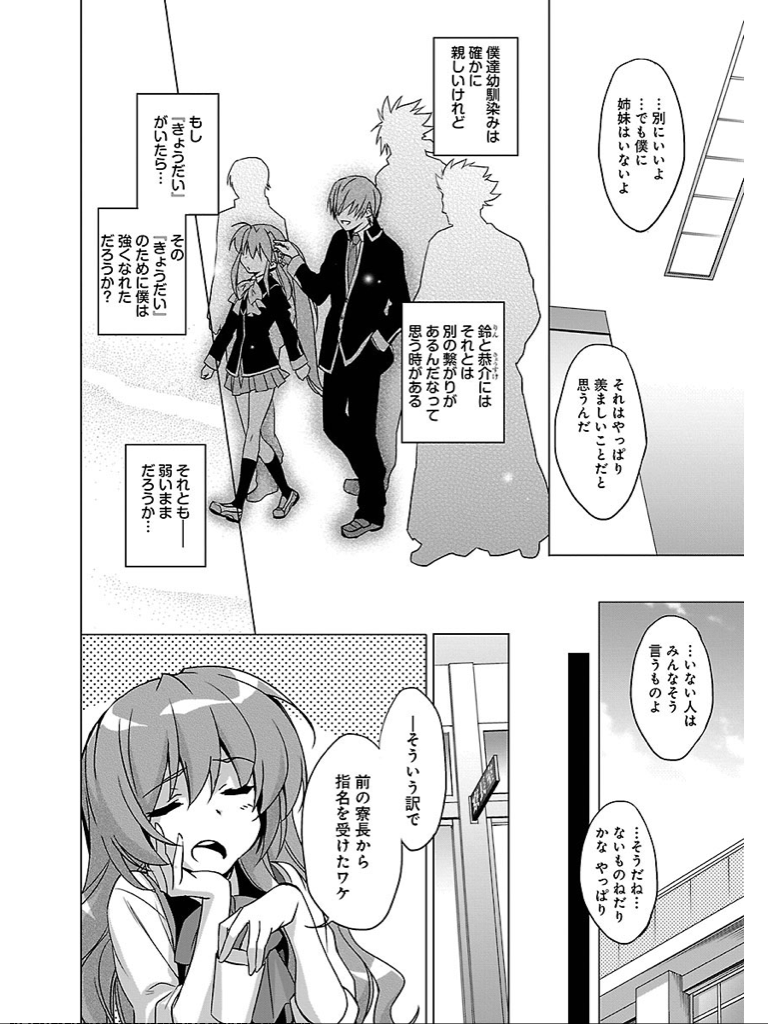 …別にいいよ
…でも僕に
姉妹はいないよ
それはやっぱり
羨ましいことだと
思うんだ
僕達幼馴染みは
確かに
親しいけれど
鈴と恭介には
りん
きょうすけ
それとは
別の繋がりが
あるんだなって
思う時がある
もし
『きょうだい』
がいたら…
その
『きょうだい』
のために僕は
強くなれた
だろうか？
それとも──
弱いまま
だろうか…
…いない人は
みんなそう
言うものよ
…そうだね…
ないものねだり
かな やっぱり
―そういう訳で
前の寮長から
指名を受けたワケ